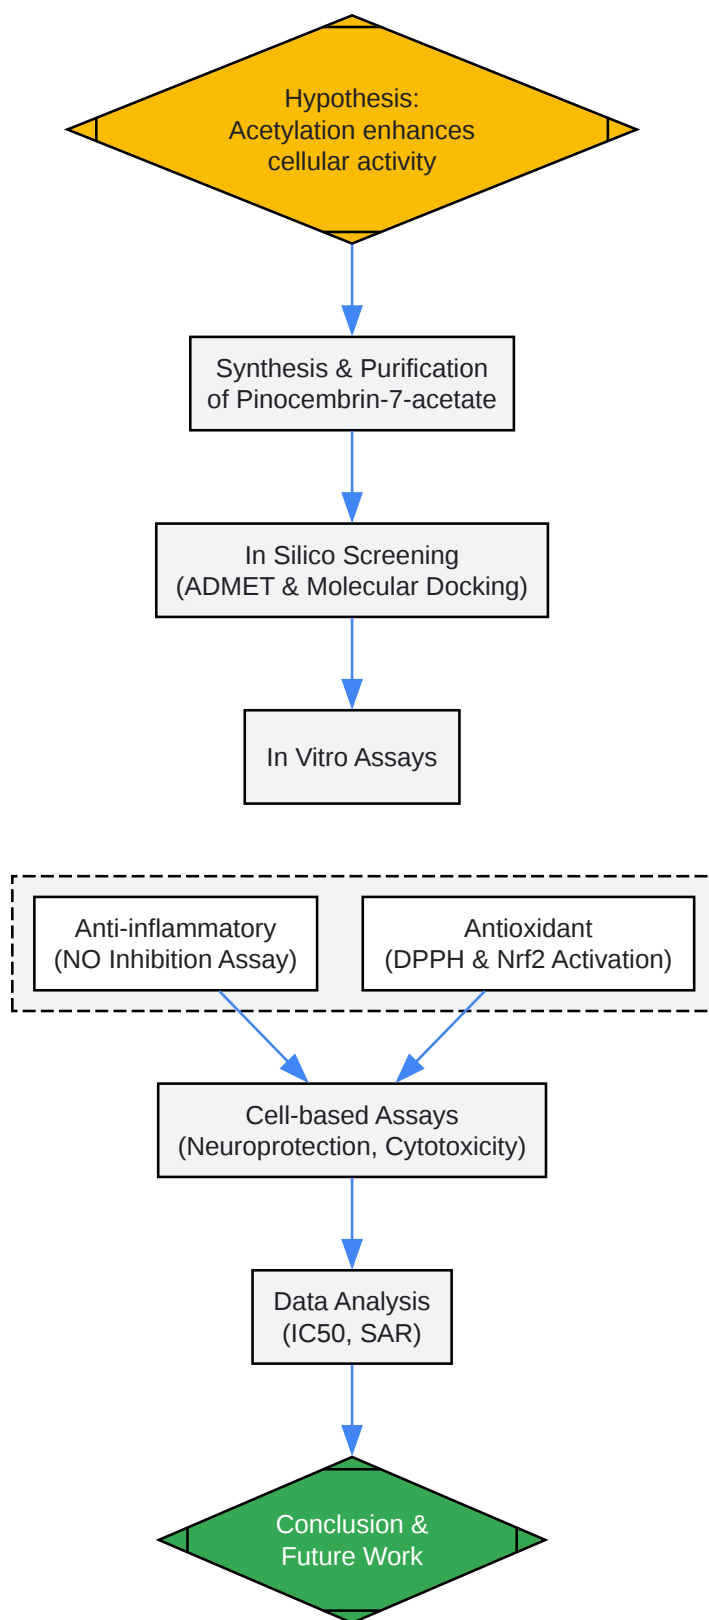 Hypothesis:
Acetylation enhances
cellular activity
Synthesis & Purification
of Pinocembrin-7-acetate
In Silico Screening
(ADMET & Molecular Docking)
In Vitro Assays
Anti-inflammatory
(NO Inhibition Assay)
Antioxidant
(DPPH & Nrf2 Activation)
Cell-based Assays
(Neuroprotection, Cytotoxicity)
Data Analysis
(IC50, SAR)
Conclusion &
Future Work